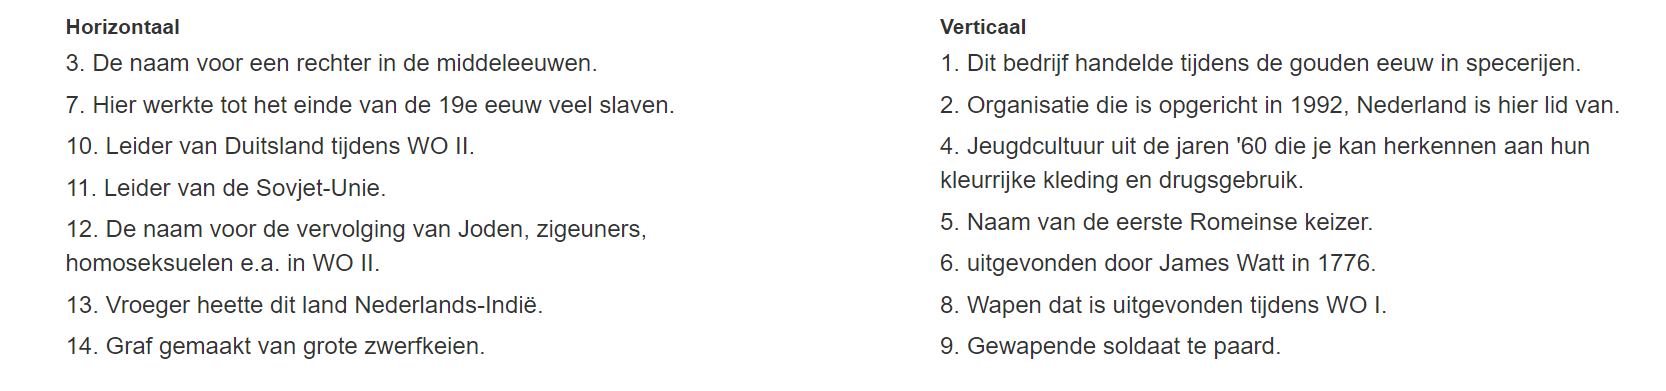 Horizontaal
3. De naam voor een rechter in de middeleeuwen.
7. Hier werkte tot het einde van de 19e eeuw veel slaven.
10. Leider van Duitsland tijdens WO II.
11. Leider van de Sovjet-Unie.
12. De naam voor de vervolging van Joden, zigeuners,
homoseksuelen e.a. in WO II.
13. Vroeger heette dit land Nederlands-Indië.
14. Graf gemaakt van grote zwerfkeien.
Verticaal
1. Dit bedrijf handelde tijdens de gouden eeuw in specerijen.
2. Organisatie die is opgericht in 1992, Nederland is hier lid van.
4. Jeugdcultuur uit de jaren '60 die je kan herkennen aan hun
kleurrijke kleding en drugsgebruik.
5. Naam van de eerste Romeinse keizer.
6. uitgevonden door James Watt in 1776.
8. Wapen dat is uitgevonden tijdens WO I.
9. Gewapende soldaat te paard.